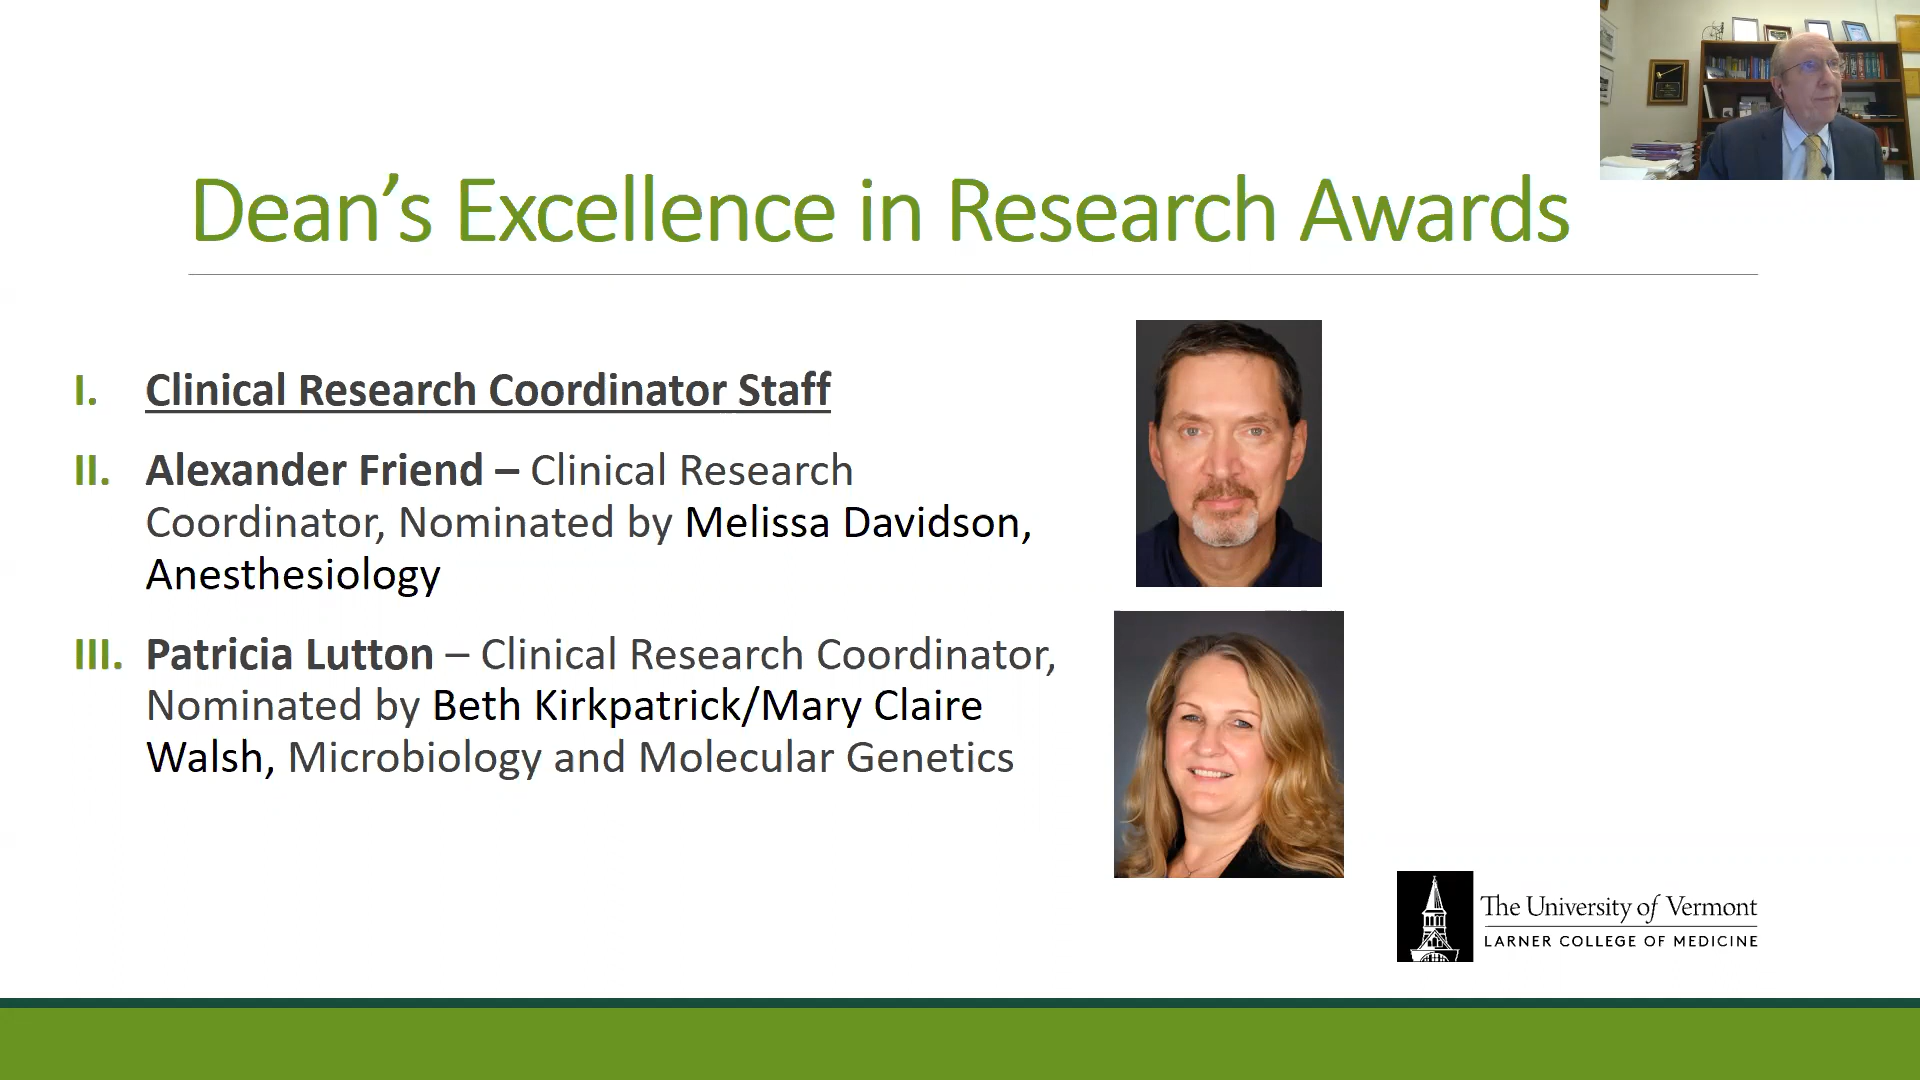 Dean’s Excellence in Research Awards
I. Clinical Research Coordinator Staff
II. Alexander Friend – Clinical Research
Coordinator, Nominated by Melissa Davidson,
Anesthesiology
III. Patricia Lutton – Clinical Research Coordinator,
Nominated by Beth Kirkpatrick/Mary Claire
Walsh, Microbiology and Molecular Genetics
The University of Vermont
LARNER COLLEGE OF MEDICINE